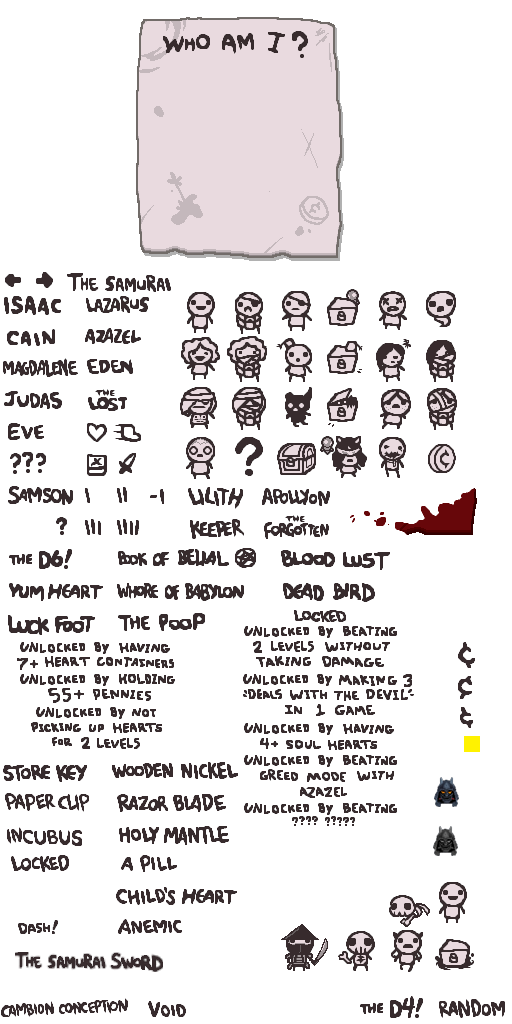 WHO AM I?
THE SAMURAI
ISAAC LAZARUS
CAIN AZAZEL
MAGDALENE EDEN
JUDAS THE LOST
EVE
???
?
SAMSON I II -I LILITH APOLLYON
? III IIII KEEPER THE FORGOTTEN
THE D6! BOOK OF BELIAL BLOOD LUST
YUM HEART WHORE OF BABYLON DEAD BIRD
LUCK FOOT THE POOP
UNLOCKED BY HAVING
7+ HEART CONTAINERS
UNLOCKED BY HOLDING
55+ PENNIES
UNLOCKED BY NOT
PICKING UP HEARTS
FOR 2 LEVELS
LOCKED
UNLOCKED BY BEATING
2 LEVELS WITHOUT
TAKING DAMAGE
UNLOCKED BY MAKING 3
"DEALS WITH THE DEVIL"
IN 1 GAME
UNLOCKED BY HAVING
4+ SOUL HEARTS
UNLOCKED BY BEATING
GREED MODE WITH
AZAZEL
UNLOCKED BY BEATING
???? ?????
¢
¢
¢
STORE KEY WOODEN NICKEL
PAPER CLIP RAZOR BLADE
INCUBUS HOLY MANTLE
LOCKED A PILL
CHILD'S HEART
DASH! ANEMIC
THE SAMURAI SWORD
CAMBION CONCEPTION VOID THE D4! RANDOM